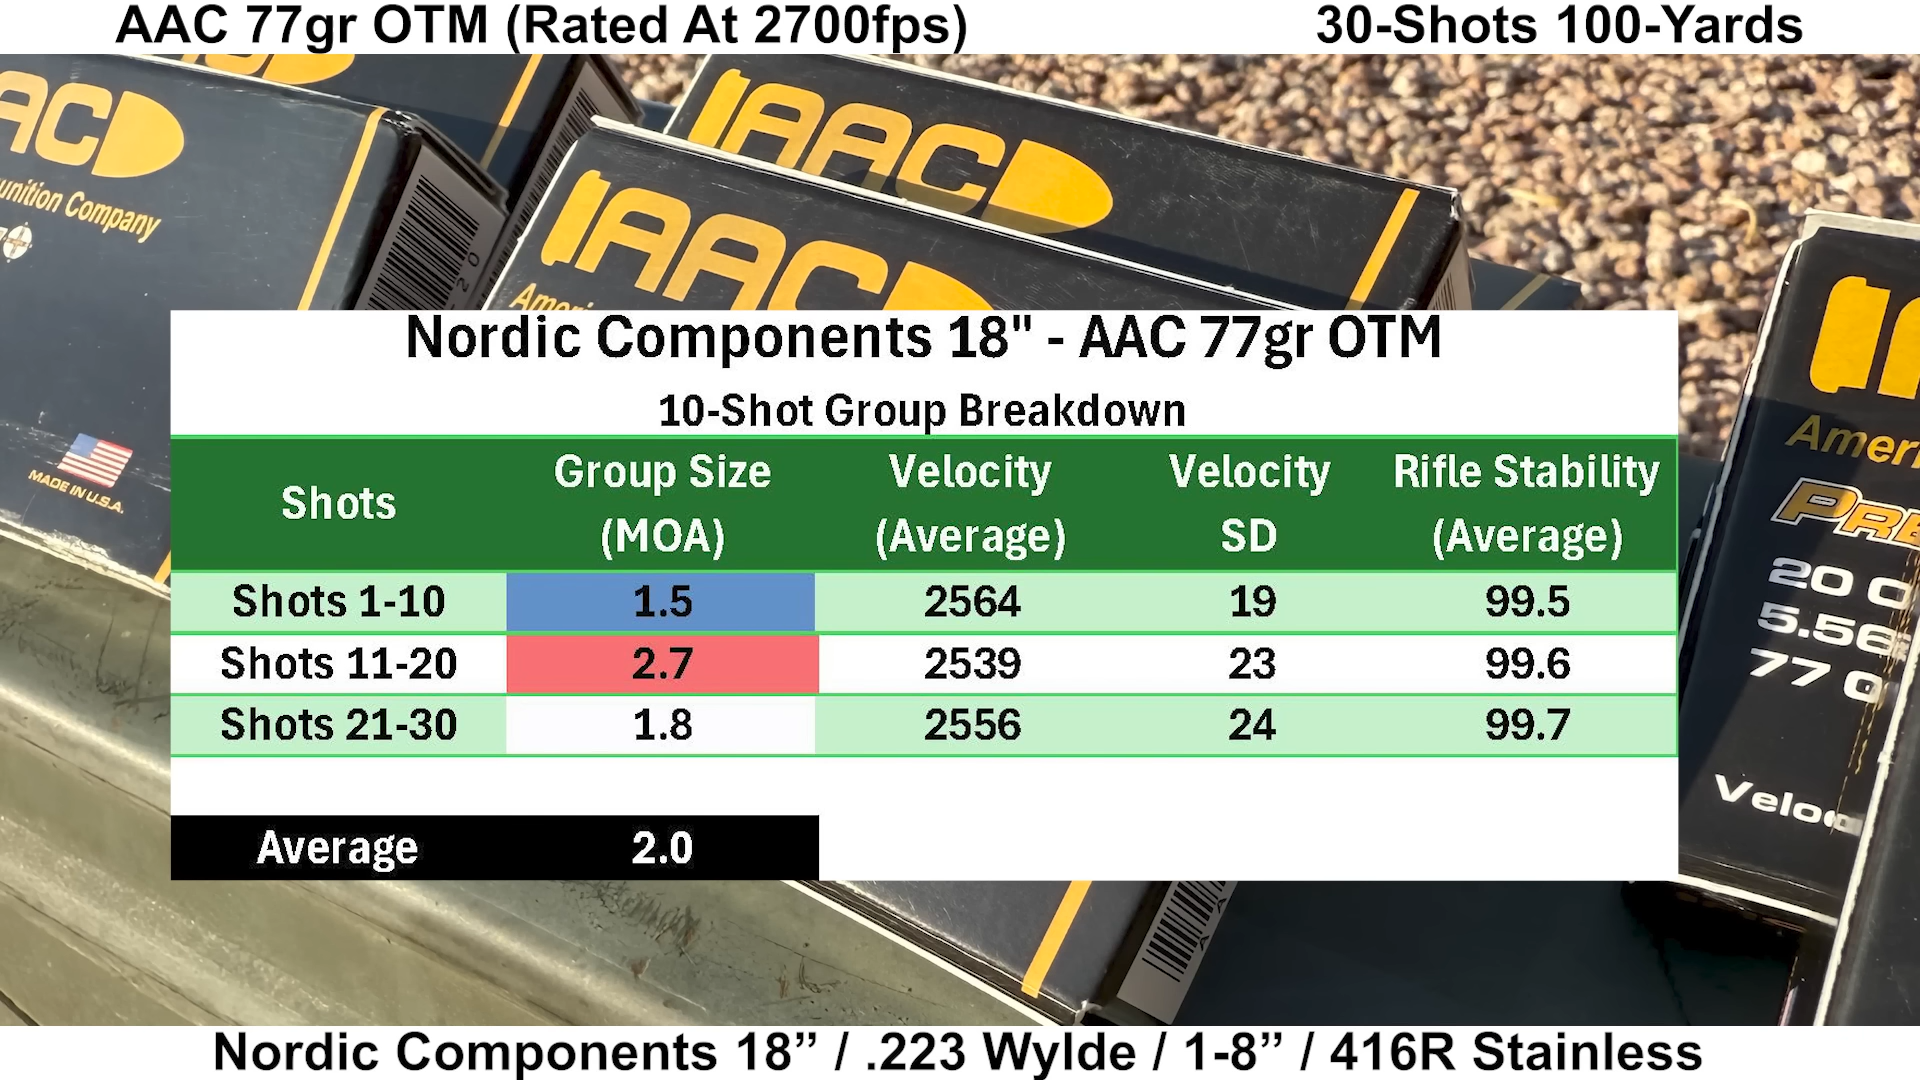 AAC 77gr OTM (Rated At 2700fps)
30-Shots 100-Yards
AAC
AAC
AAC
unition Company
MADE IN U.S.A.
20
5.56
77
Nordic Components 18" - AAC 77gr OTM
10-Shot Group Breakdown
Shots Group Size (MOA) Velocity (Average) Velocity SD Rifle Stability (Average)
Shots 1-10 1.5 2564 19 99.5
Shots 11-20 2.7 2539 23 99.6
Shots 21-30 1.8 2556 24 99.7
Average 2.0
Nordic Components 18” / .223 Wylde / 1-8” / 416R Stainless